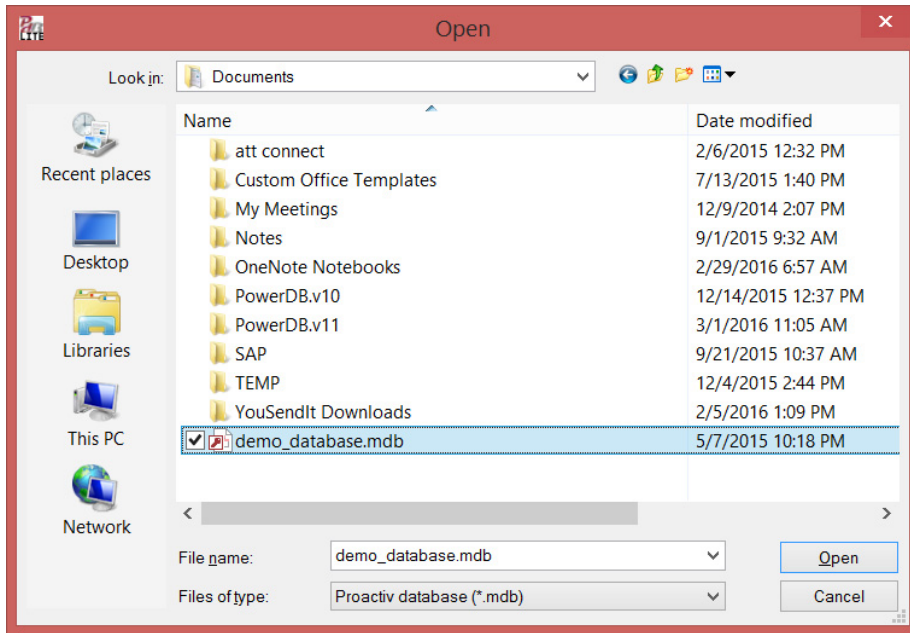 Open
Look in: Documents
Name Date modified
att connect 2/6/2015 12:32 PM
Custom Office Templates 7/13/2015 1:40 PM
My Meetings 12/9/2014 2:07 PM
Notes 9/1/2015 9:32 AM
OneNote Notebooks 2/29/2016 6:57 AM
PowerDB.v10 12/14/2015 12:37 PM
PowerDB.v11 3/1/2016 11:05 AM
SAP 9/21/2015 10:37 AM
TEMP 12/4/2015 2:44 PM
YouSendIt Downloads 2/5/2016 1:09 PM
demo_database.mdb 5/7/2015 10:18 PM
Recent places
Desktop
Libraries
This PC
Network
File name: demo_database.mdb Open
Files of type: Proactiv database (*.mdb) Cancel
LITE